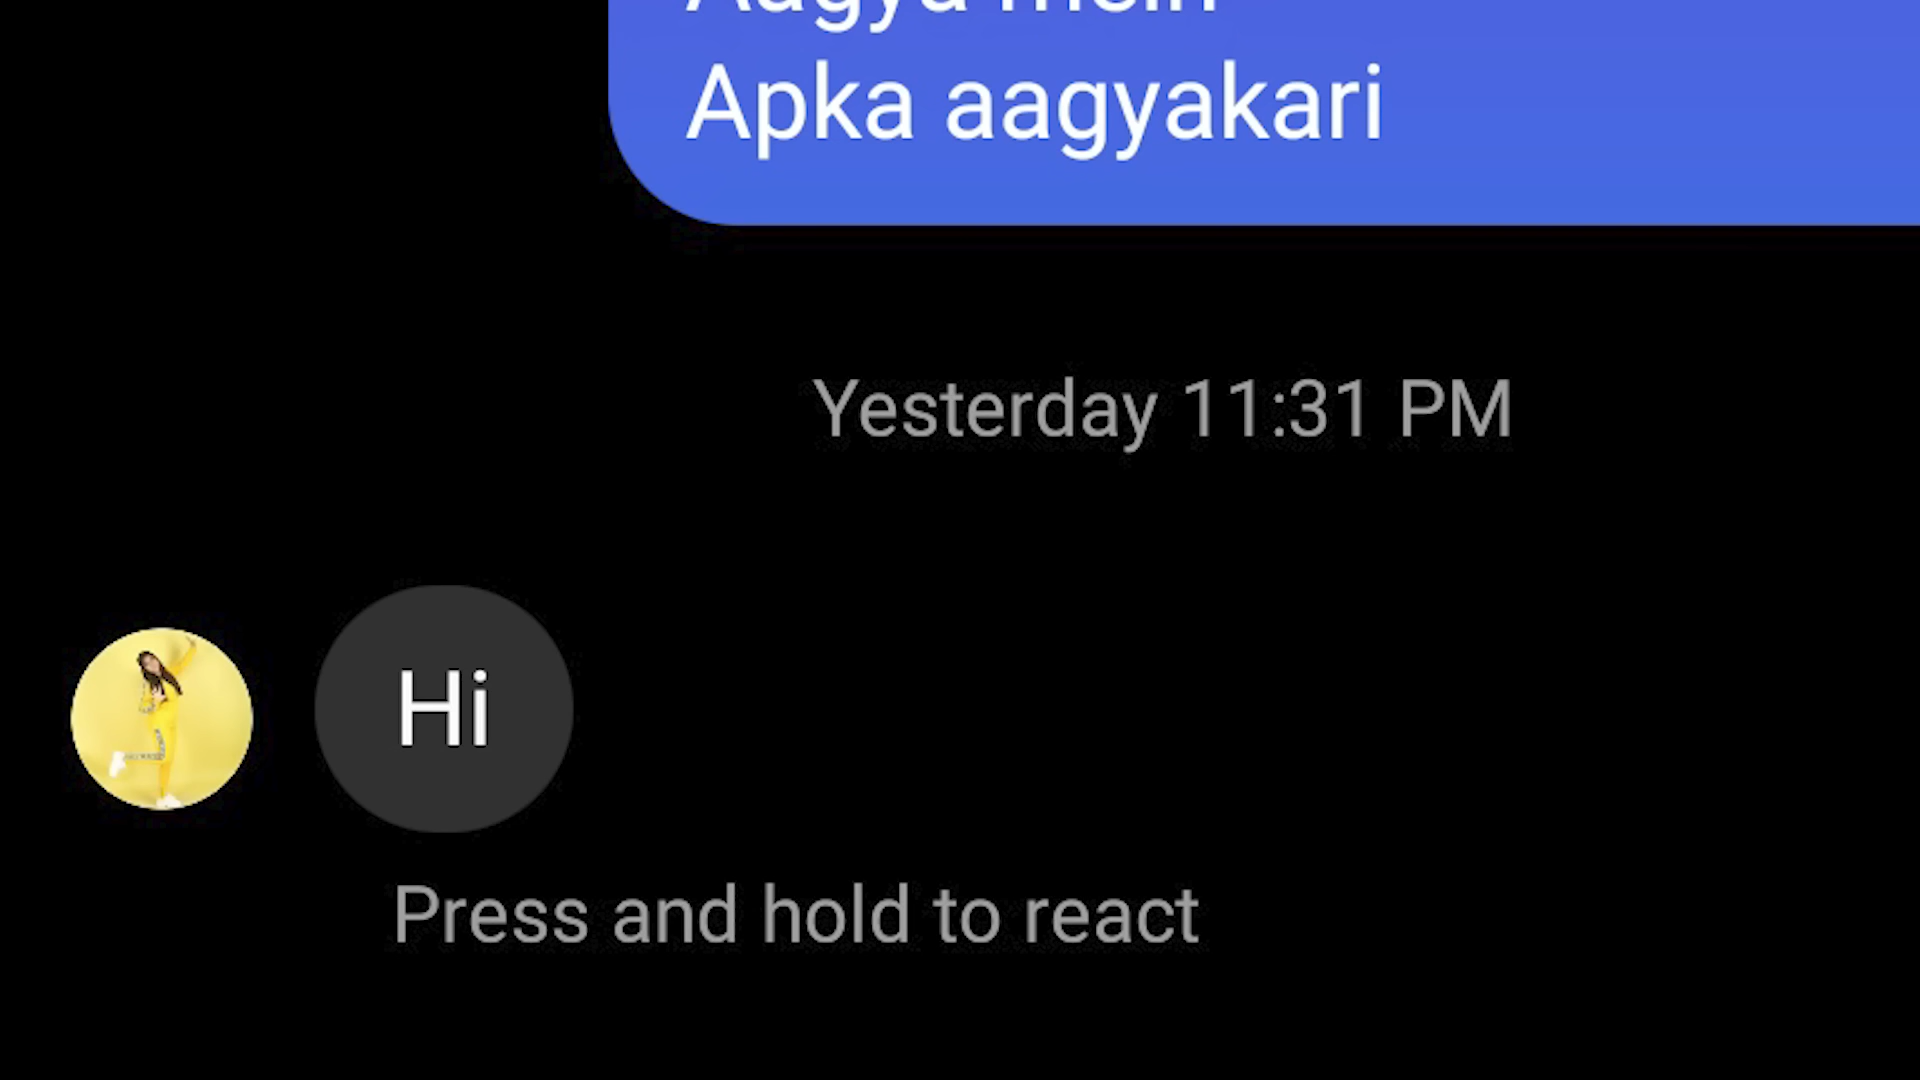 Aagya mein
Apka aagyakari
Yesterday 11:31 PM
Hi
Press and hold to react